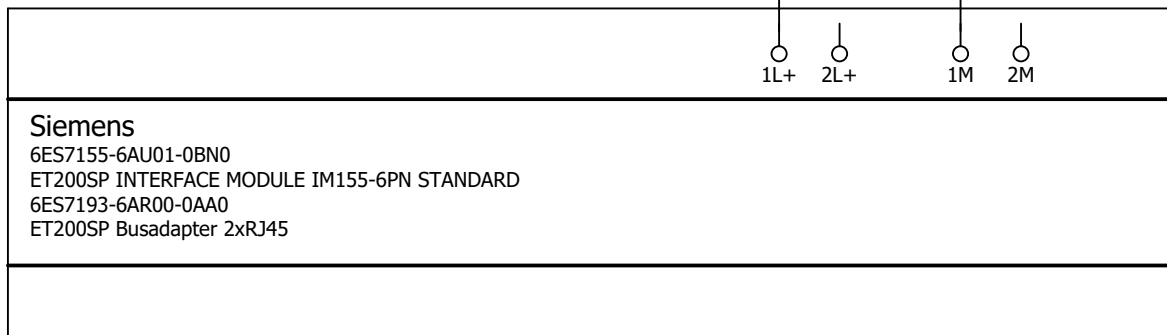 1L+ 2L+ 1M 2M
Siemens
6ES7155-6AU01-0BN0
ET200SP INTERFACE MODULE IM155-6PN STANDARD
6ES7193-6AR00-0AA0
ET200SP Busadapter 2xRJ45